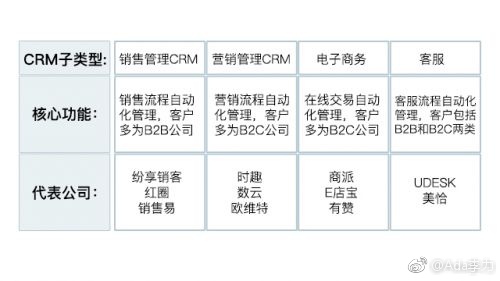 CRM子类型: 销售管理CRM 营销管理CRM 电子商务 客服
核心功能: 
销售流程自动
化管理，客户
多为B2B公司
营销流程自动
化管理，客户
多为B2C公司
在线交易自动
化管理，客户
多为B2C公司
客服流程自动化
管理，客户包括
B2B和B2C两类
代表公司:
纷享销客
红圈
销售易
时趣
数云
欧维特
商派
E店宝
有赞
UDESK
美恰
@Ada李力